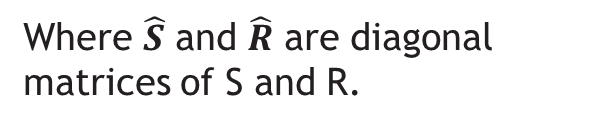 Where Ŝ and R̂ are diagonal
matrices of S and R.